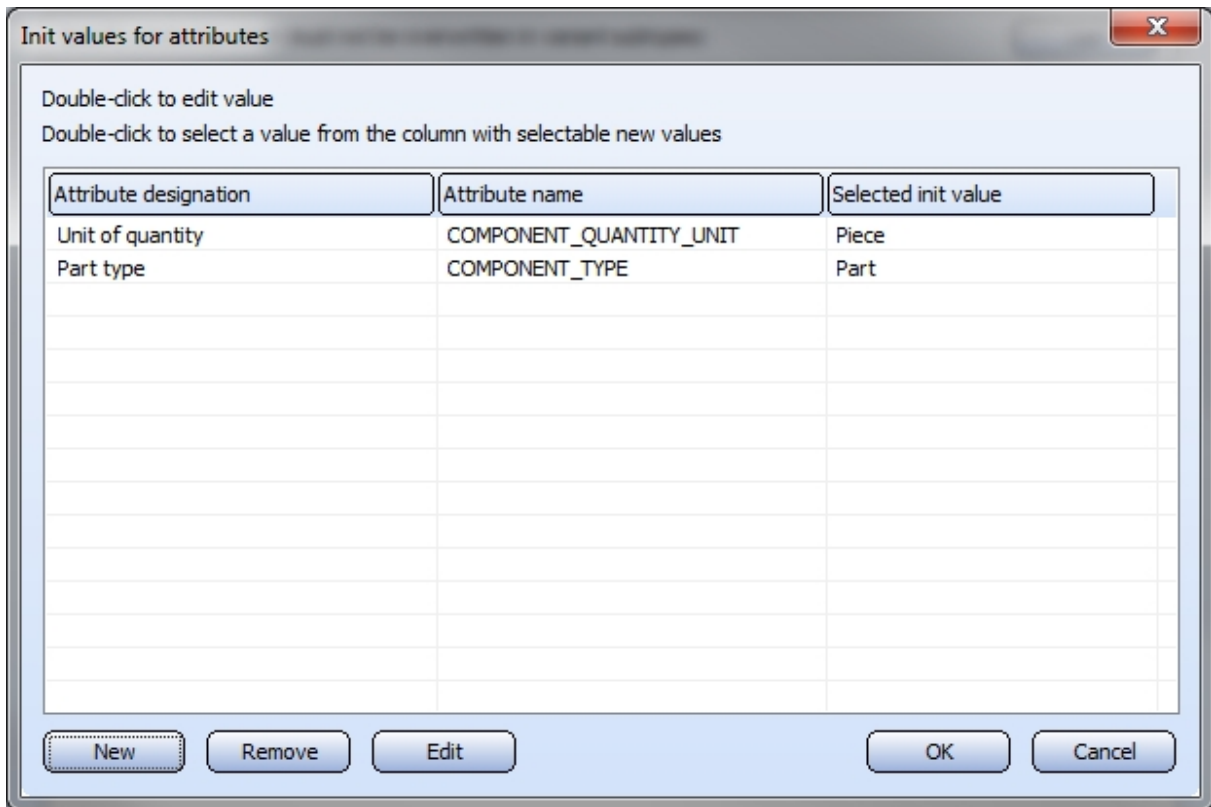 Init values for attributes
Double-click to edit value
Double-click to select a value from the column with selectable new values
Attribute designation Attribute name Selected init value
Unit of quantity COMPONENT_QUANTITY_UNIT Piece
Part type COMPONENT_TYPE Part
New Remove Edit OK Cancel